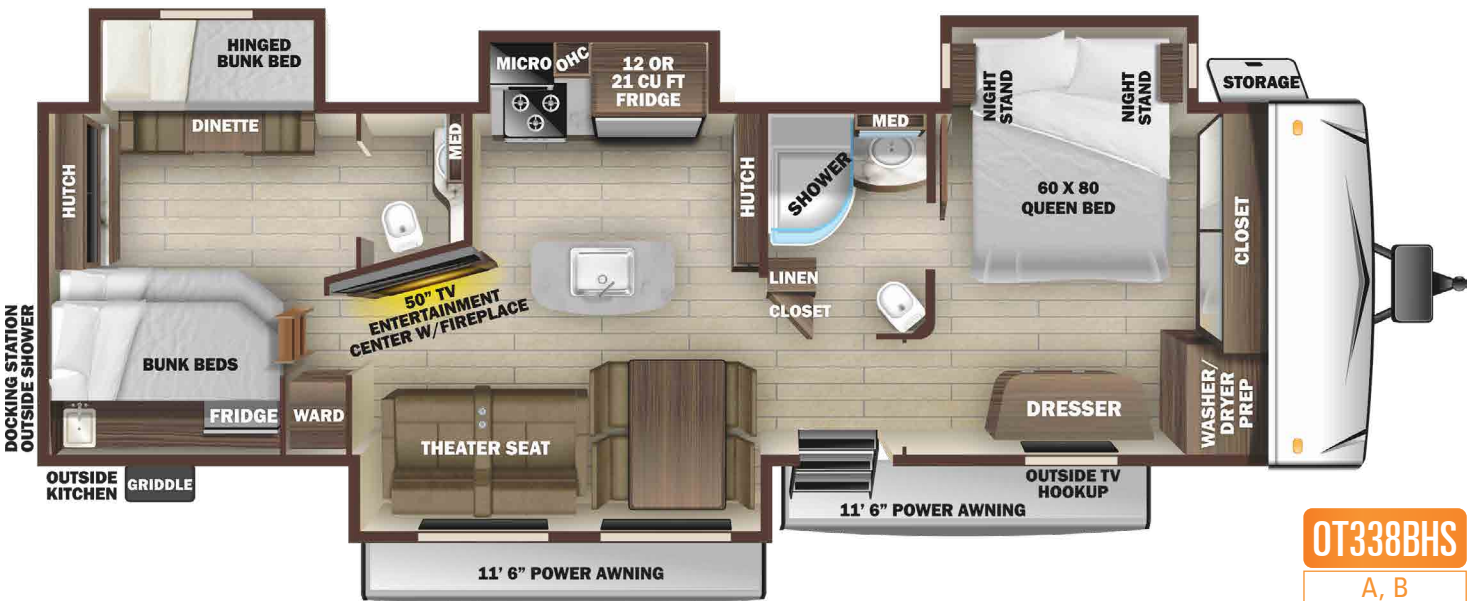 HINGED
BUNK BED
DINETTE
HUTCH
MED
MICRO
OHC
12 OR
21 CU FT
FRIDGE
HUTCH
SHOWER
MED
LINEN
CLOSET
NIGHT
STAND
NIGHT
STAND
60 X 80
QUEEN BED
STORAGE
CLOSET
WASHER/
DRYER
PREP
DRESSER
OUTSIDE TV
HOOKUP
11' 6" POWER AWNING
50" TV
ENTERTAINMENT
CENTER W/FIREPLACE
THEATER SEAT
11' 6" POWER AWNING
BUNK BEDS
FRIDGE
WARD
DOCKING STATION
OUTSIDE SHOWER
OUTSIDE
KITCHEN
GRIDDLE
OT338BHS
A, B